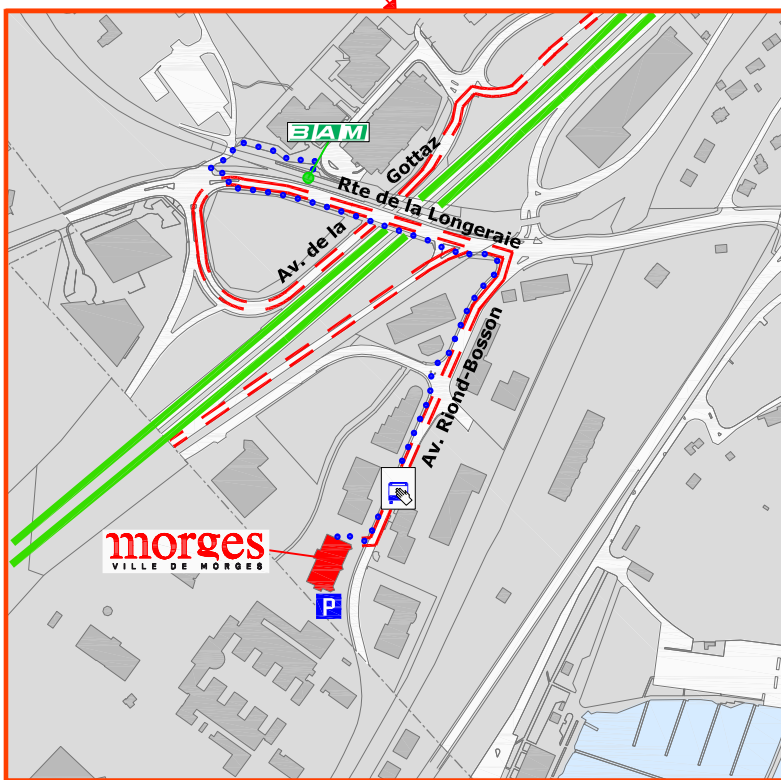 BAM
Gottaz
Rte de la Longeraie
Av. de la
Av. Riond-Bosson
morges
VILLE DE MORGES
P